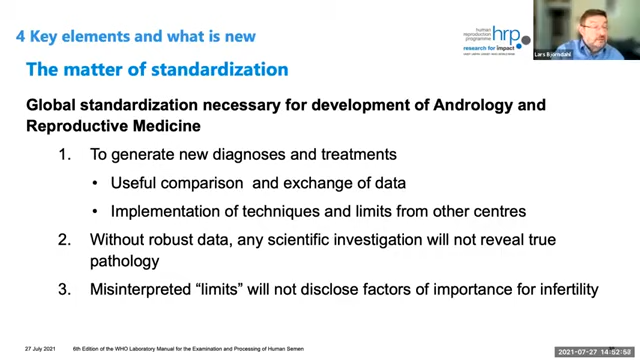 4 Key elements and what is new
human
reproduction
programme
hrp
research for impact
Lars Björndahl
The matter of standardization
Global standardization necessary for development of Andrology and
Reproductive Medicine
1. To generate new diagnoses and treatments
• Useful comparison and exchange of data
• Implementation of techniques and limits from other centres
2. Without robust data, any scientific investigation will not reveal true
pathology
3. Misinterpreted “limits” will not disclose factors of importance for infertility
27 July 2021 6th Edition of the WHO Laboratory Manual for the Examination and Processing of Human Semen
2021-07-27 14:52:58